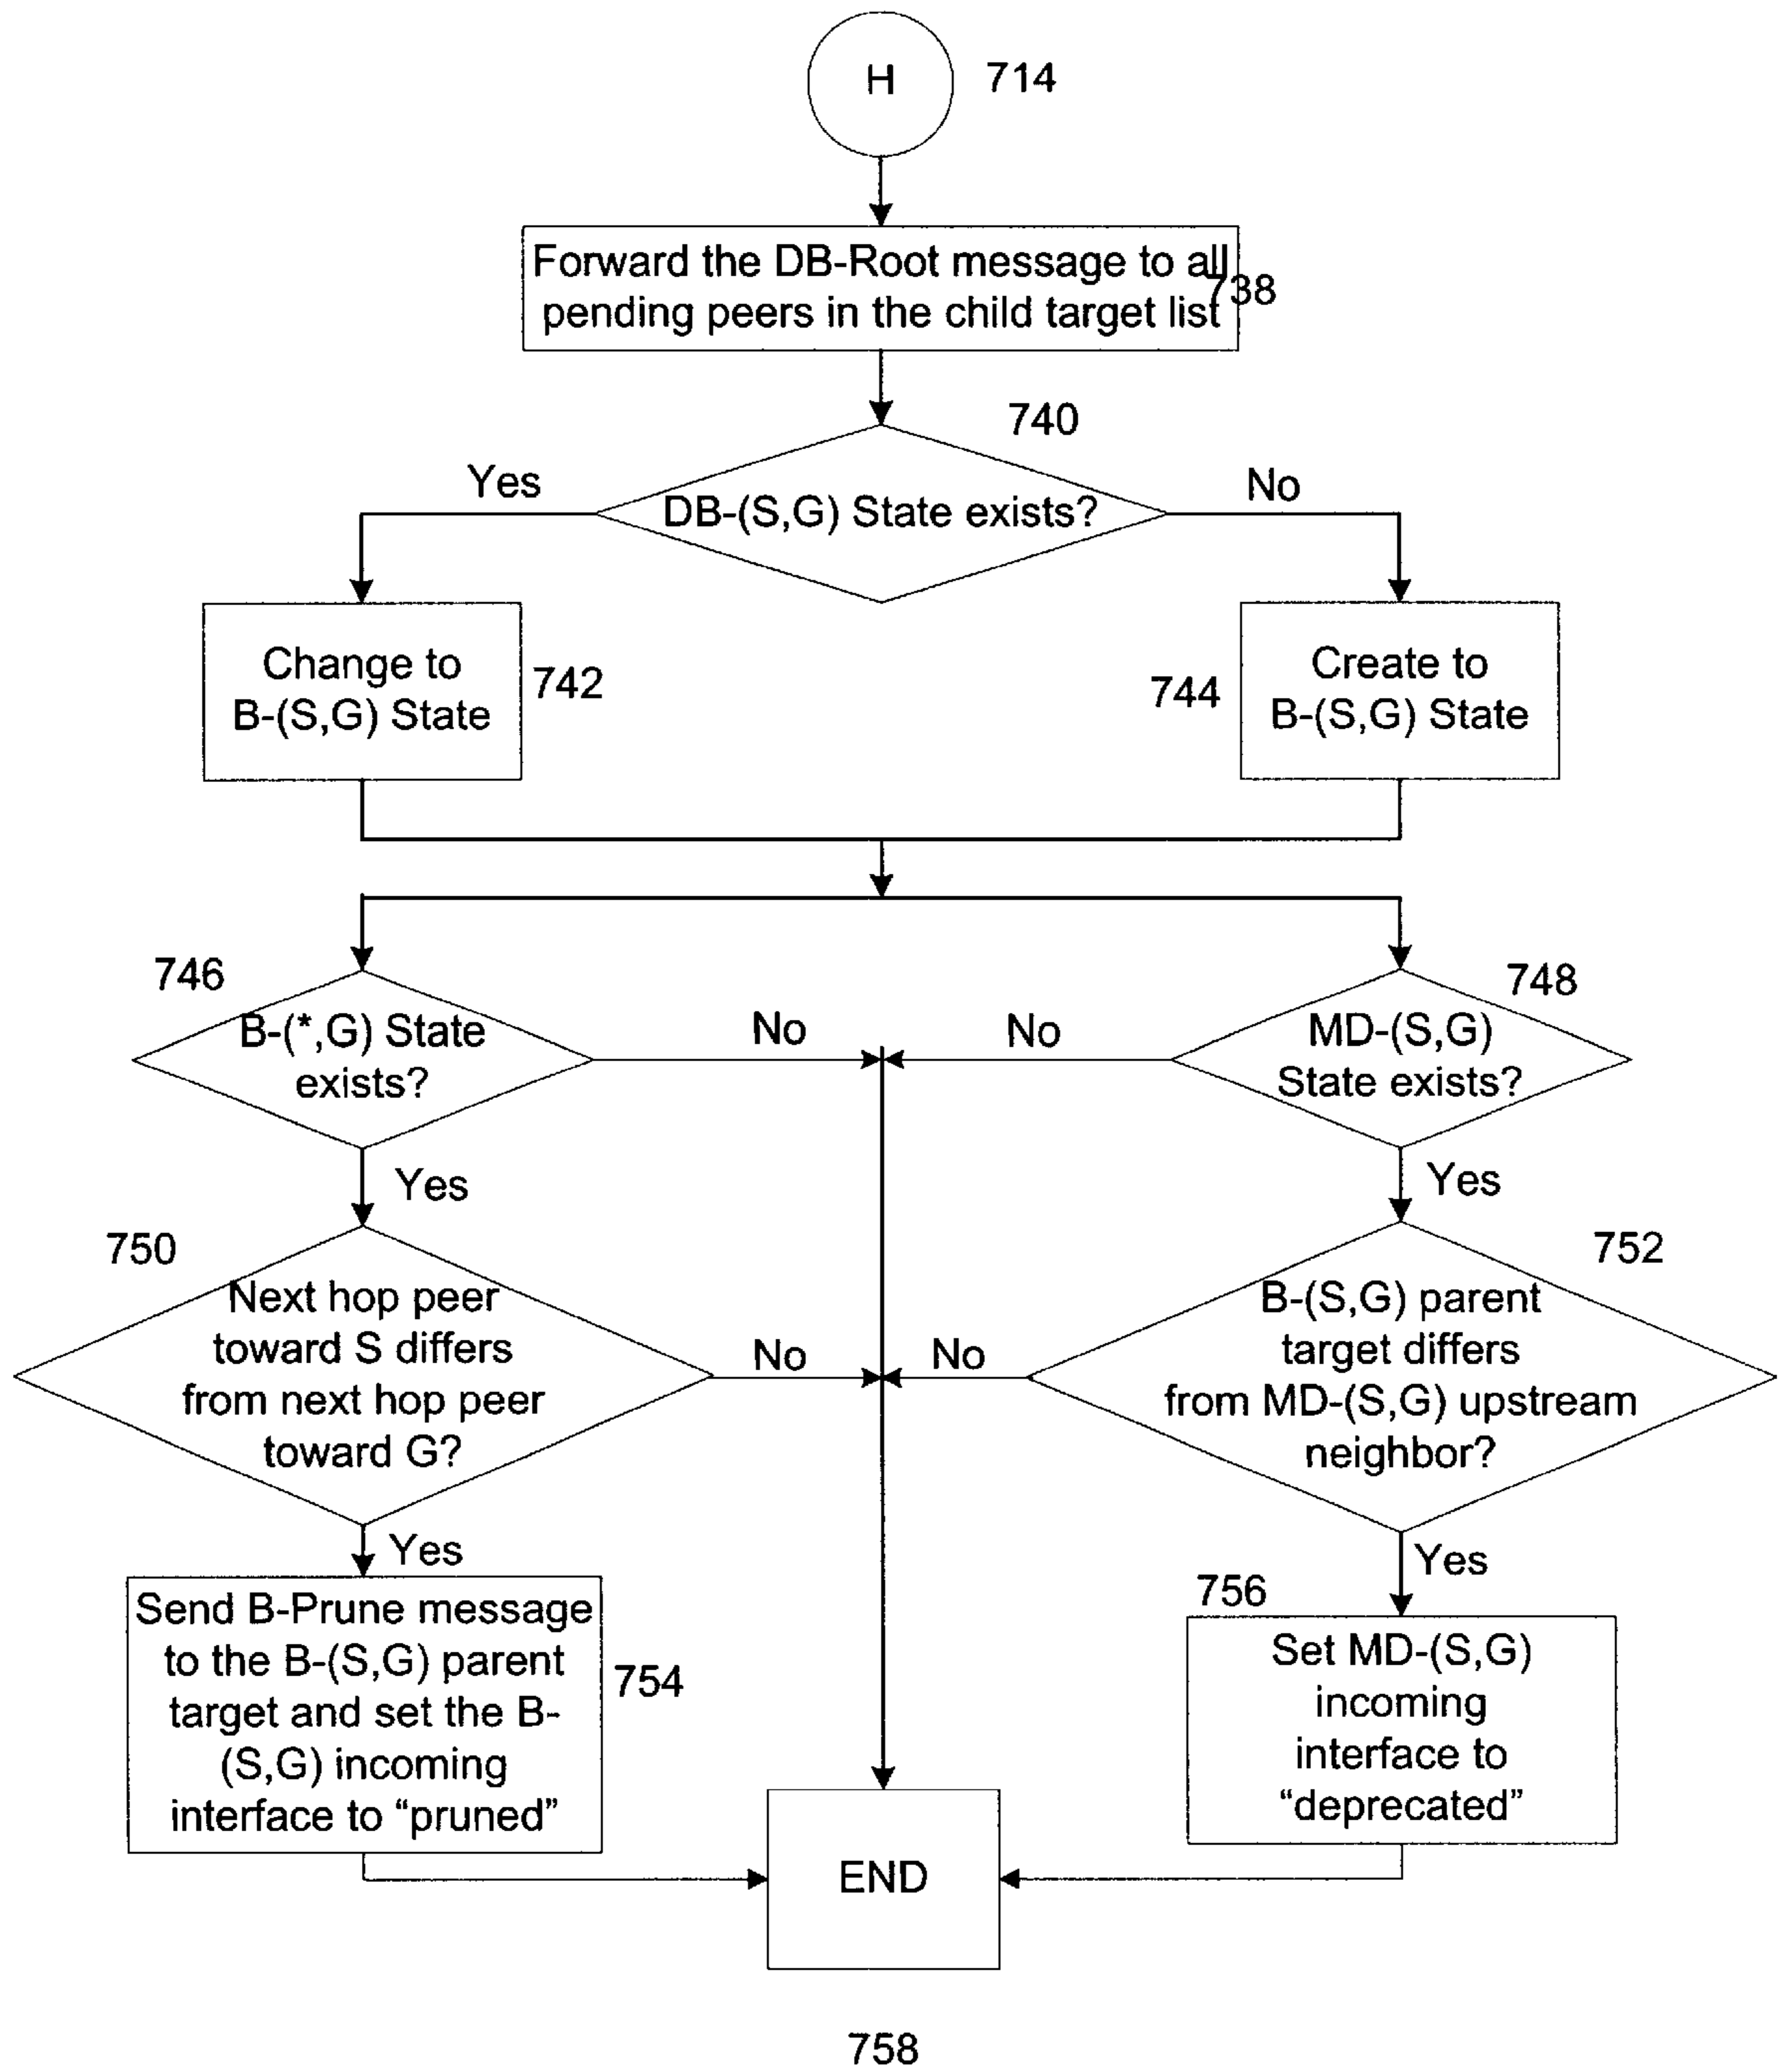 H
714
Forward the DB-Root message to all
pending peers in the child target list
738
740
Yes
No
DB-(S,G) State exists?
Change to
B-(S,G) State
742
744
Create to
B-(S,G) State
746
748
B-(*,G) State
exists?
No
No
MD-(S,G)
State exists?
Yes
Yes
750
752
Next hop peer
toward S differs
from next hop peer
toward G?
No
No
B-(S,G) parent
target differs
from MD-(S,G) upstream
neighbor?
Yes
Yes
Send B-Prune message
to the B-(S,G) parent
target and set the B-
(S,G) incoming
interface to “pruned”
754
756
Set MD-(S,G)
incoming
interface to
“deprecated”
END
758